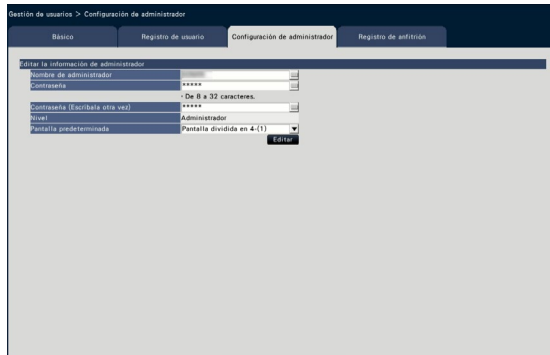 Gestión de usuarios > Configuración de administrador
Básico
Registro de usuario
Configuración de administrador
Registro de anfitrión
Editar la información de administrador
Nombre de administrador
Contraseña *****
· De 8 a 32 caracteres.
Contraseña (Escríbala otra vez) *****
Nivel Administrador
Pantalla predeterminada Pantalla dividida en 4-(1)
Editar